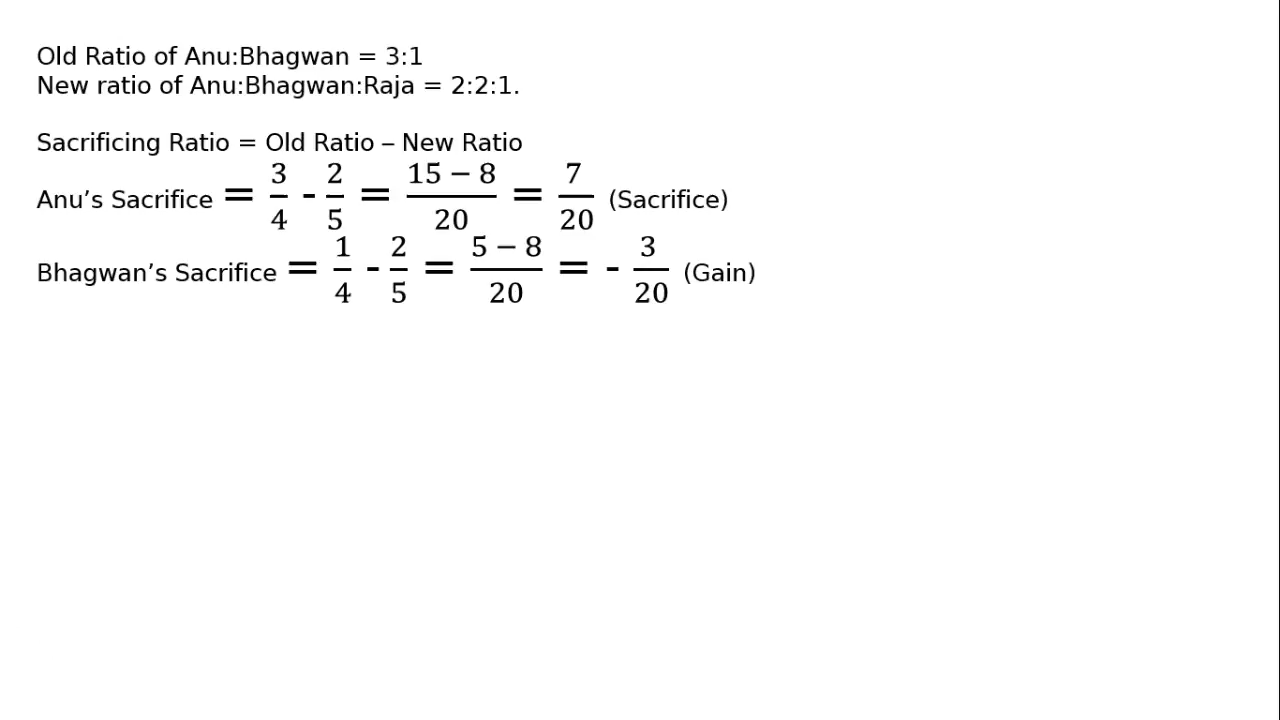 Old Ratio of Anu:Bhagwan = 3:1
New ratio of Anu:Bhagwan:Raja = 2:2:1.
Sacrificing Ratio = Old Ratio – New Ratio
Anu’s Sacrifice = 3/4 - 2/5 = (15 − 8)/20 = 7/20 (Sacrifice)
Bhagwan’s Sacrifice = 1/4 - 2/5 = (5 − 8)/20 = - 3/20 (Gain)